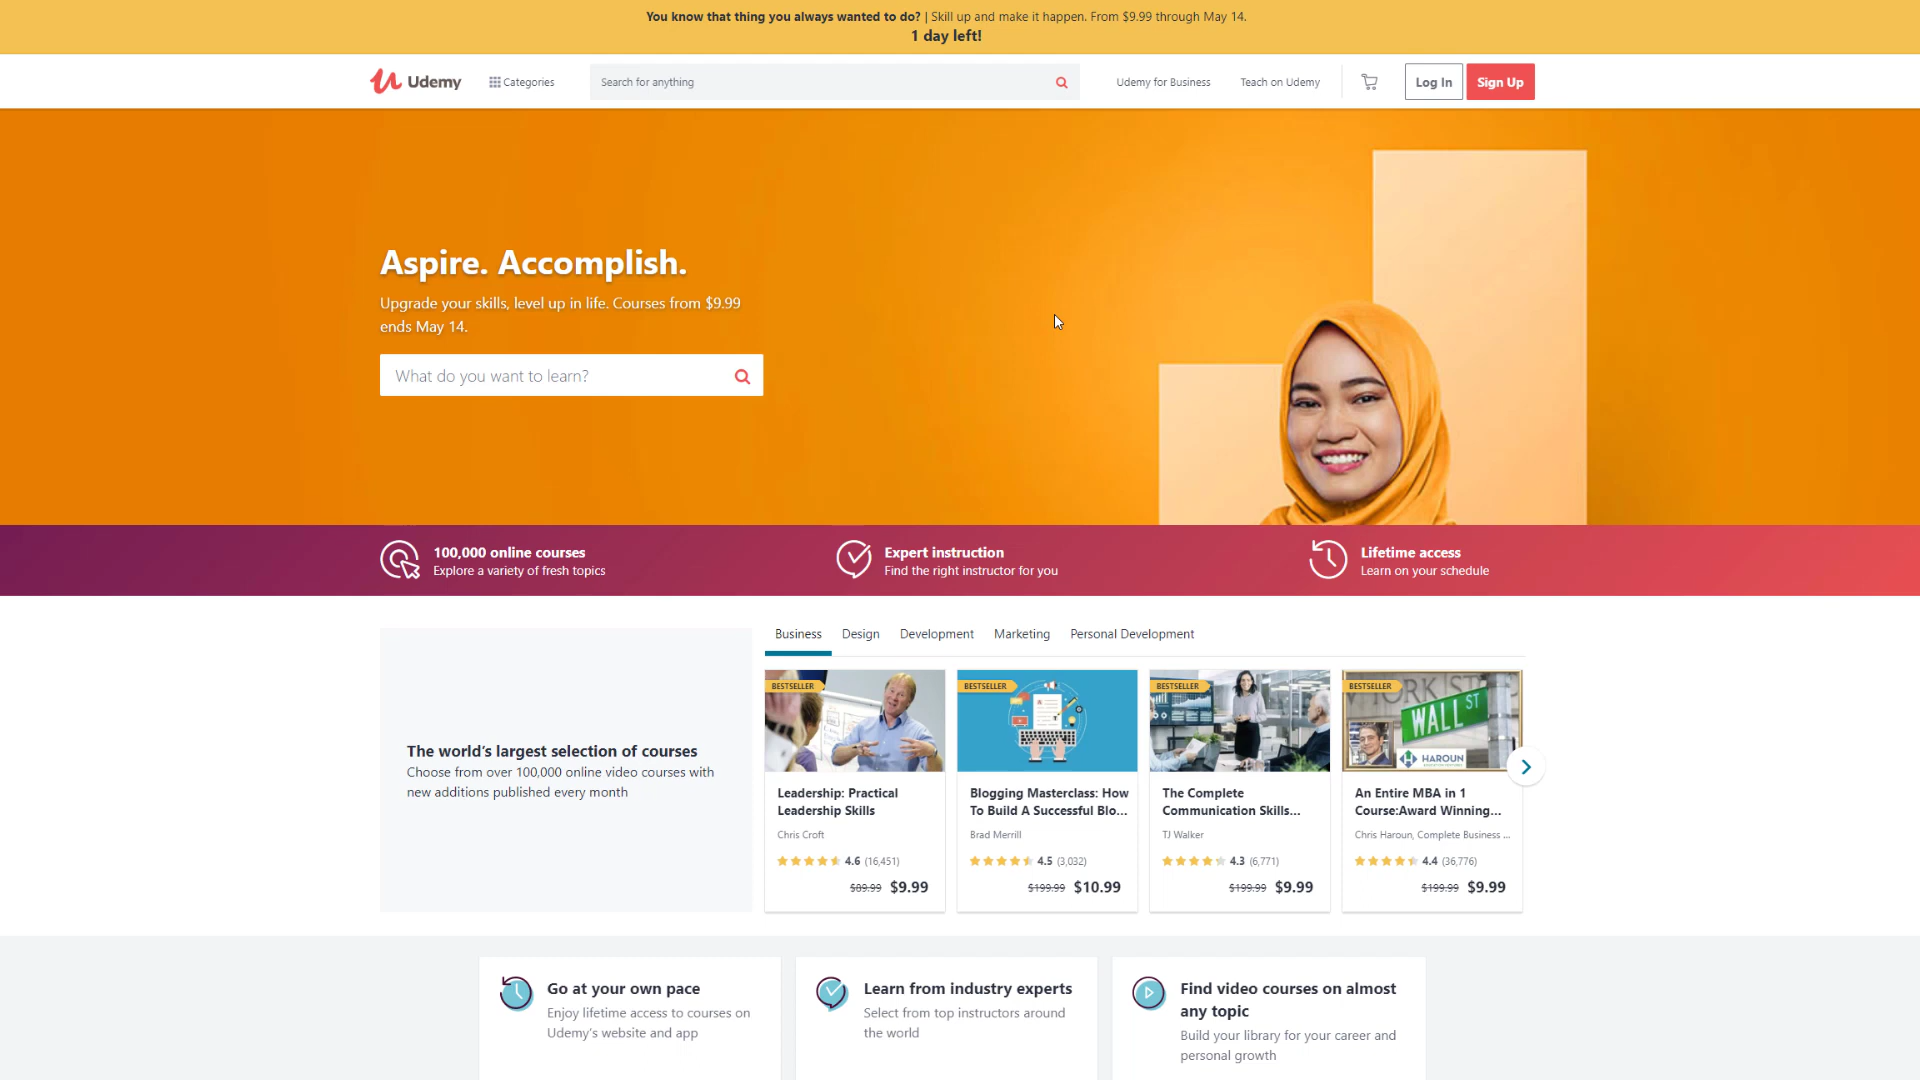 You know that thing you always wanted to do? | Skill up and make it happen. From $9.99 through May 14.
1 day left!
Udemy
Categories
Search for anything
Udemy for Business
Teach on Udemy
Log In
Sign Up
Aspire. Accomplish.
Upgrade your skills, level up in life. Courses from $9.99
ends May 14.
What do you want to learn?
100,000 online courses
Explore a variety of fresh topics
Expert instruction
Find the right instructor for you
Lifetime access
Learn on your schedule
The world's largest selection of courses
Choose from over 100,000 online video courses with
new additions published every month
Business
Design
Development
Marketing
Personal Development
BESTSELLER
Leadership: Practical
Leadership Skills
Chris Croft
4.6 (16,451)
$89.99 $9.99
BESTSELLER
Blogging Masterclass: How
To Build A Successful Blo...
Brad Merrill
4.5 (3,032)
$199.99 $10.99
BESTSELLER
The Complete
Communication Skills...
TJ Walker
4.3 (6,771)
$199.99 $9.99
BESTSELLER
WALL ST
HAROUN
An Entire MBA in 1
Course:Award Winning...
Chris Haroun, Complete Business ...
4.4 (36,776)
$199.99 $9.99
Go at your own pace
Enjoy lifetime access to courses on
Udemy's website and app
Learn from industry experts
Select from top instructors around
the world
Find video courses on almost
any topic
Build your library for your career and
personal growth